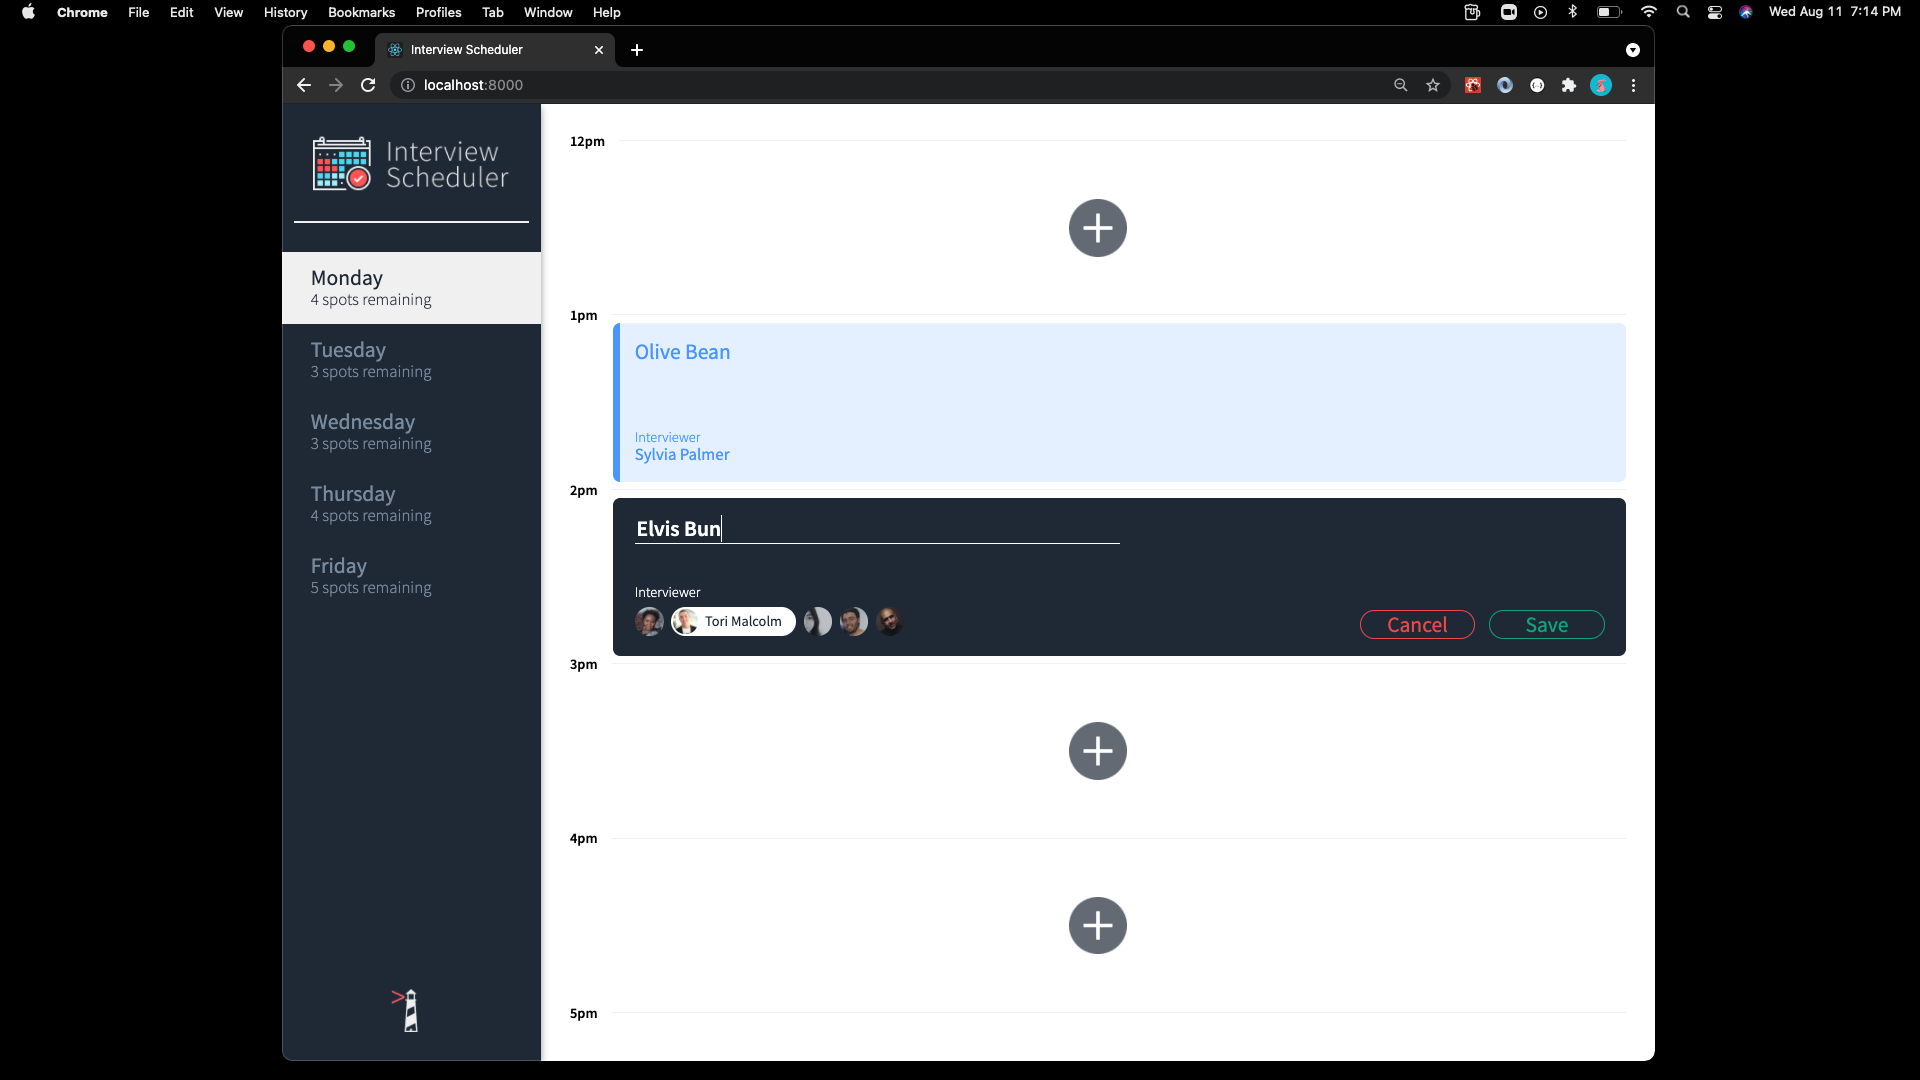 Chrome File Edit View History Bookmarks Profiles Tab Window Help Wed Aug 11 7:14 PM
Interview Scheduler
localhost:8000
Interview
Scheduler
Monday
4 spots remaining
Tuesday
3 spots remaining
Wednesday
3 spots remaining
Thursday
4 spots remaining
Friday
5 spots remaining
12pm
1pm
Olive Bean
Interviewer
Sylvia Palmer
2pm
Elvis Bun
Interviewer
Tori Malcolm
Cancel Save
3pm
4pm
5pm